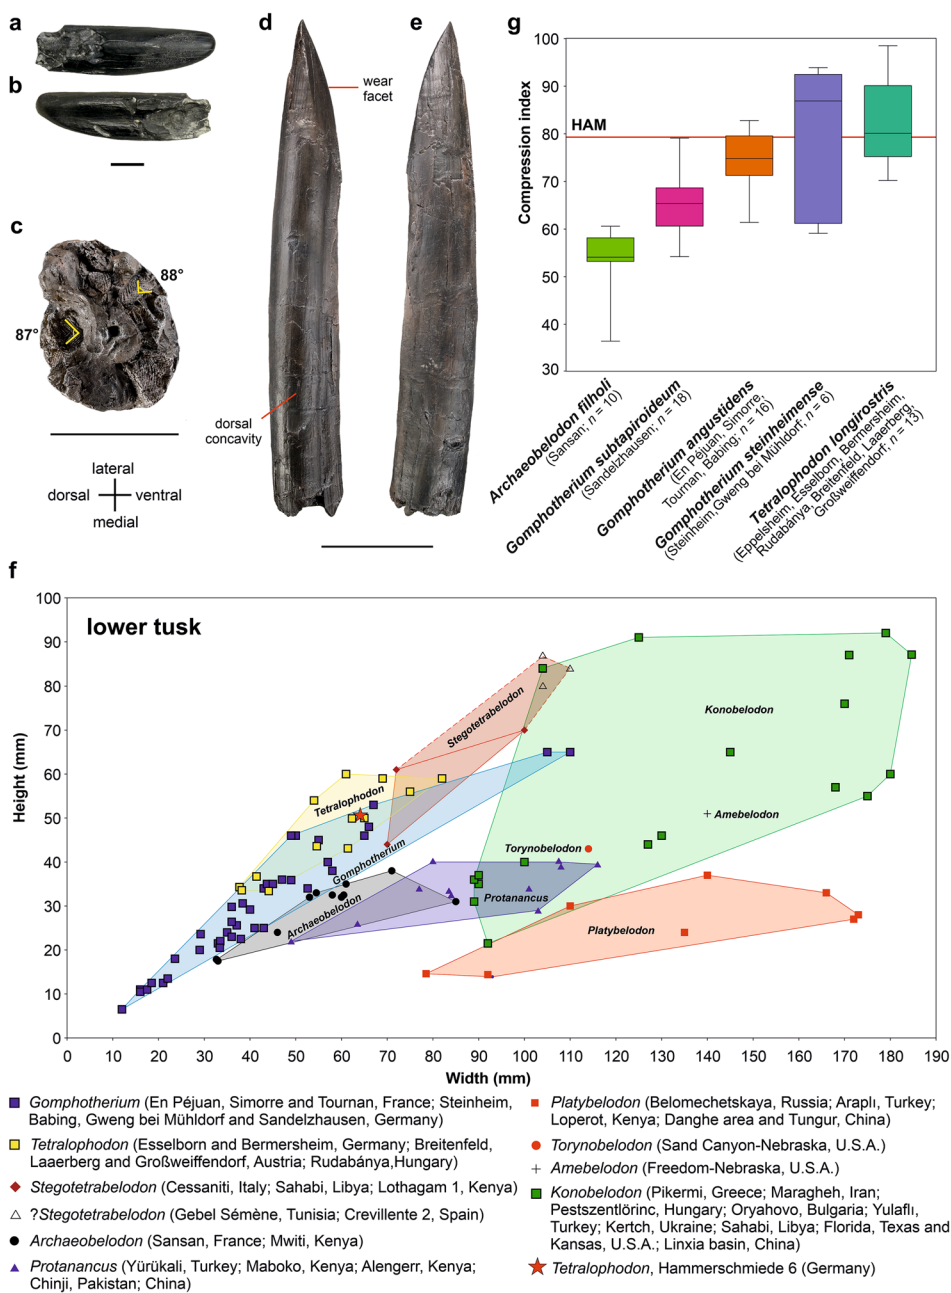 a
b
c
88°
87°
lateral
dorsal
ventral
medial
d
wear
facet
dorsal
concavity
e
g
Compression index
100
90
80
70
60
50
40
30
HAM
Archaeobelodon filholi
(Sansan; n = 10)
Gomphotherium subtapiroideum
(Sandelzhausen; n = 18)
Gomphotherium angustidens
(En Péjuan, Simorre,
Tournan, Babing; n = 16)
Gomphotherium steinheimense
(Steinheim, Gweng bei Mühldorf; n = 6)
Tetralophodon longirostris
(Eppelsheim, Esselborn, Bermersheim,
Rudabánya, Breitenfeld, Laaerberg,
Großweiffendorf; n = 13)
f
lower tusk
Height (mm)
100
90
80
70
60
50
40
30
20
10
0
Stegotetrabelodon
Konobelodon
Tetralophodon
Amebelodon
Torynobelodon
Gomphotherium
Protanancus
Archaeobelodon
Platybelodon
0 10 20 30 40 50 60 70 80 90 100 110 120 130 140 150 160 170 180 190
Width (mm)
Gomphotherium (En Péjuan, Simorre and Tournan, France; Steinheim,
Babing, Gweng bei Mühldorf and Sandelzhausen, Germany)
Tetralophodon (Esselborn and Bermersheim, Germany; Breitenfeld,
Laaerberg and Großweiffendorf, Austria; Rudabánya,Hungary)
Stegotetrabelodon (Cessaniti, Italy; Sahabi, Libya; Lothagam 1, Kenya)
?Stegotetrabelodon (Gebel Sémène, Tunisia; Crevillente 2, Spain)
Archaeobelodon (Sansan, France; Mwiti, Kenya)
Protanancus (Yürükali, Turkey; Maboko, Kenya; Alengerr, Kenya;
Chinji, Pakistan; China)
Platybelodon (Belomechetskaya, Russia; Araplı, Turkey;
Loperot, Kenya; Danghe area and Tungur, China)
Torynobelodon (Sand Canyon-Nebraska, U.S.A.)
Amebelodon (Freedom-Nebraska, U.S.A.)
Konobelodon (Pikermi, Greece; Maragheh, Iran;
Pestszentlörinc, Hungary; Oryahovo, Bulgaria; Yulaflı,
Turkey; Kertch, Ukraine; Sahabi, Libya; Florida, Texas and
Kansas, U.S.A.; Linxia basin, China)
Tetralophodon, Hammerschmiede 6 (Germany)